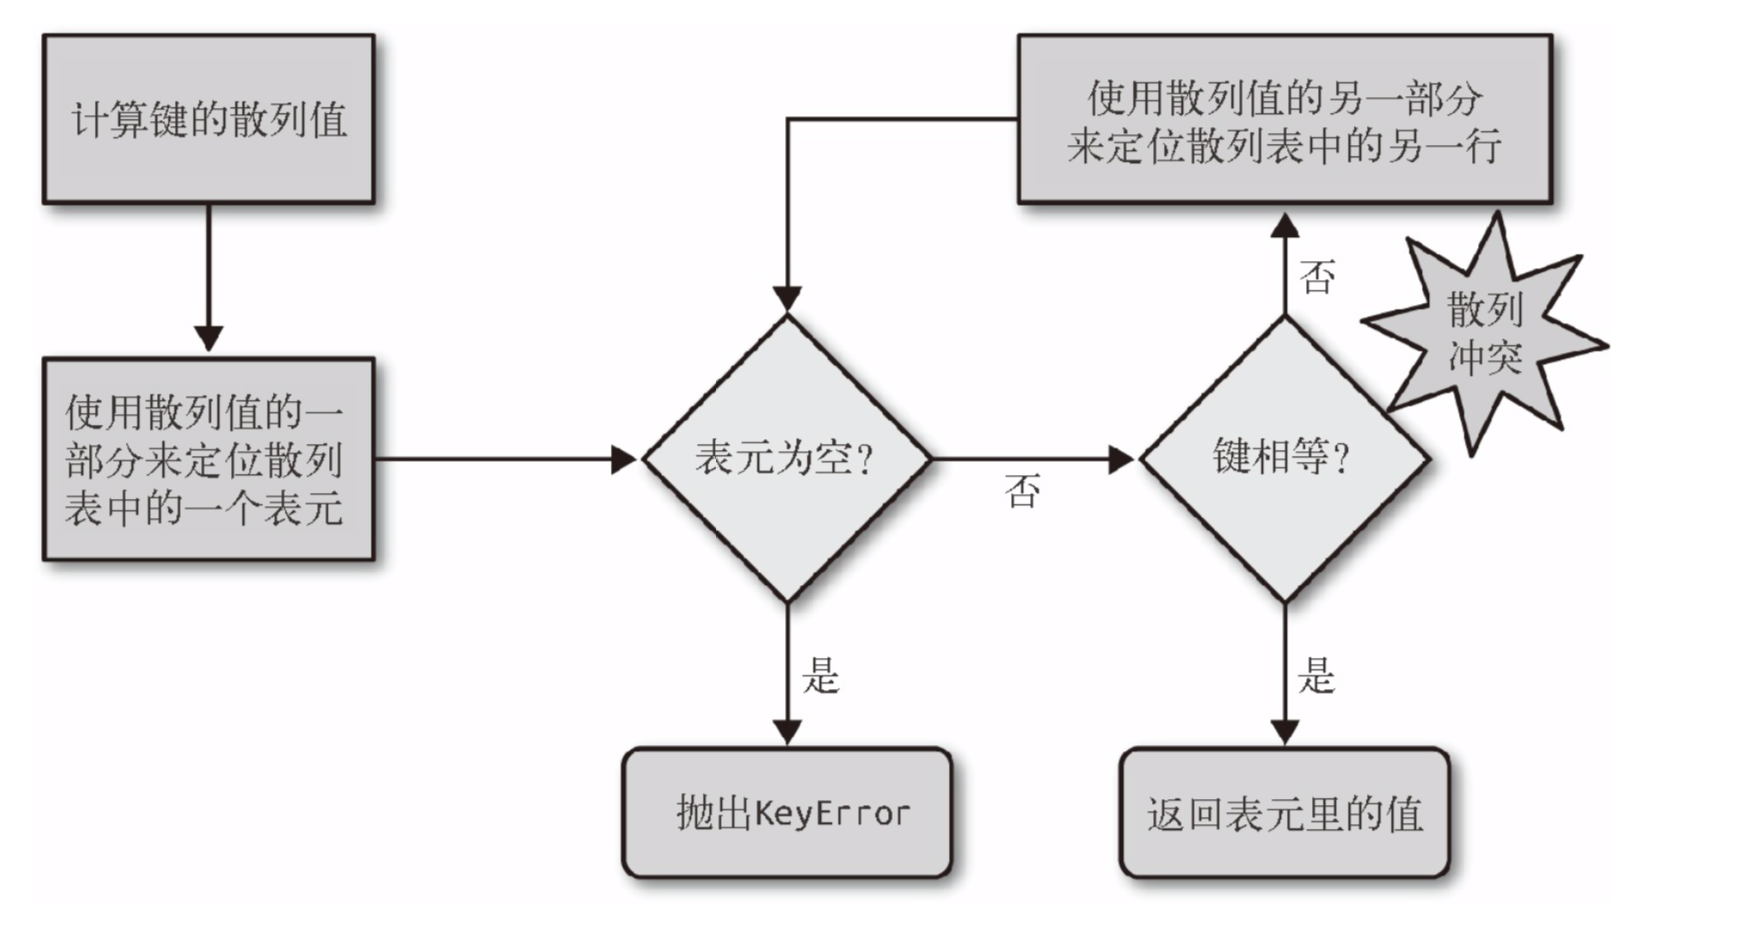 计算键的散列值
使用散列值的一
部分来定位散列
表中的一个表元
表元为空?
否
是
抛出KeyError
键相等?
否
散列
冲突
使用散列值的另一部分
来定位散列表中的另一行
是
返回表元里的值